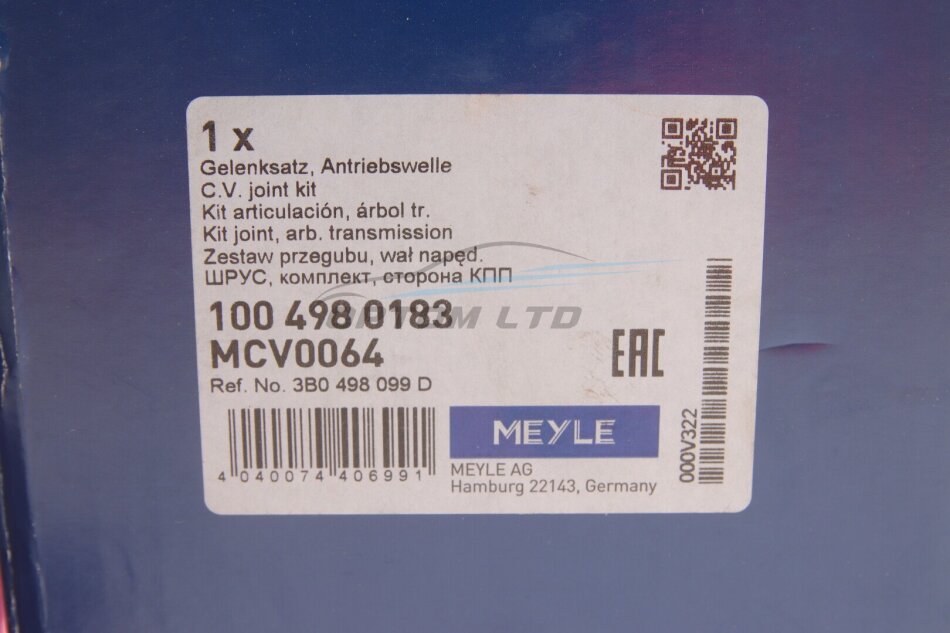 1 x
Gelenksatz, Antriebswelle
C.V. joint kit
Kit articulación, árbol tr.
Kit joint, arb. transmission
Zestaw przegubu, wał napęd.
ШРУС, комплект, сторона КПП
100 498 0183
OPTOM LTD
MCV0064
Ref. No. 3B0 498 099 D
EAC
4 040074 406991
MEYLE
MEYLE AG
Hamburg 22143, Germany
000V322